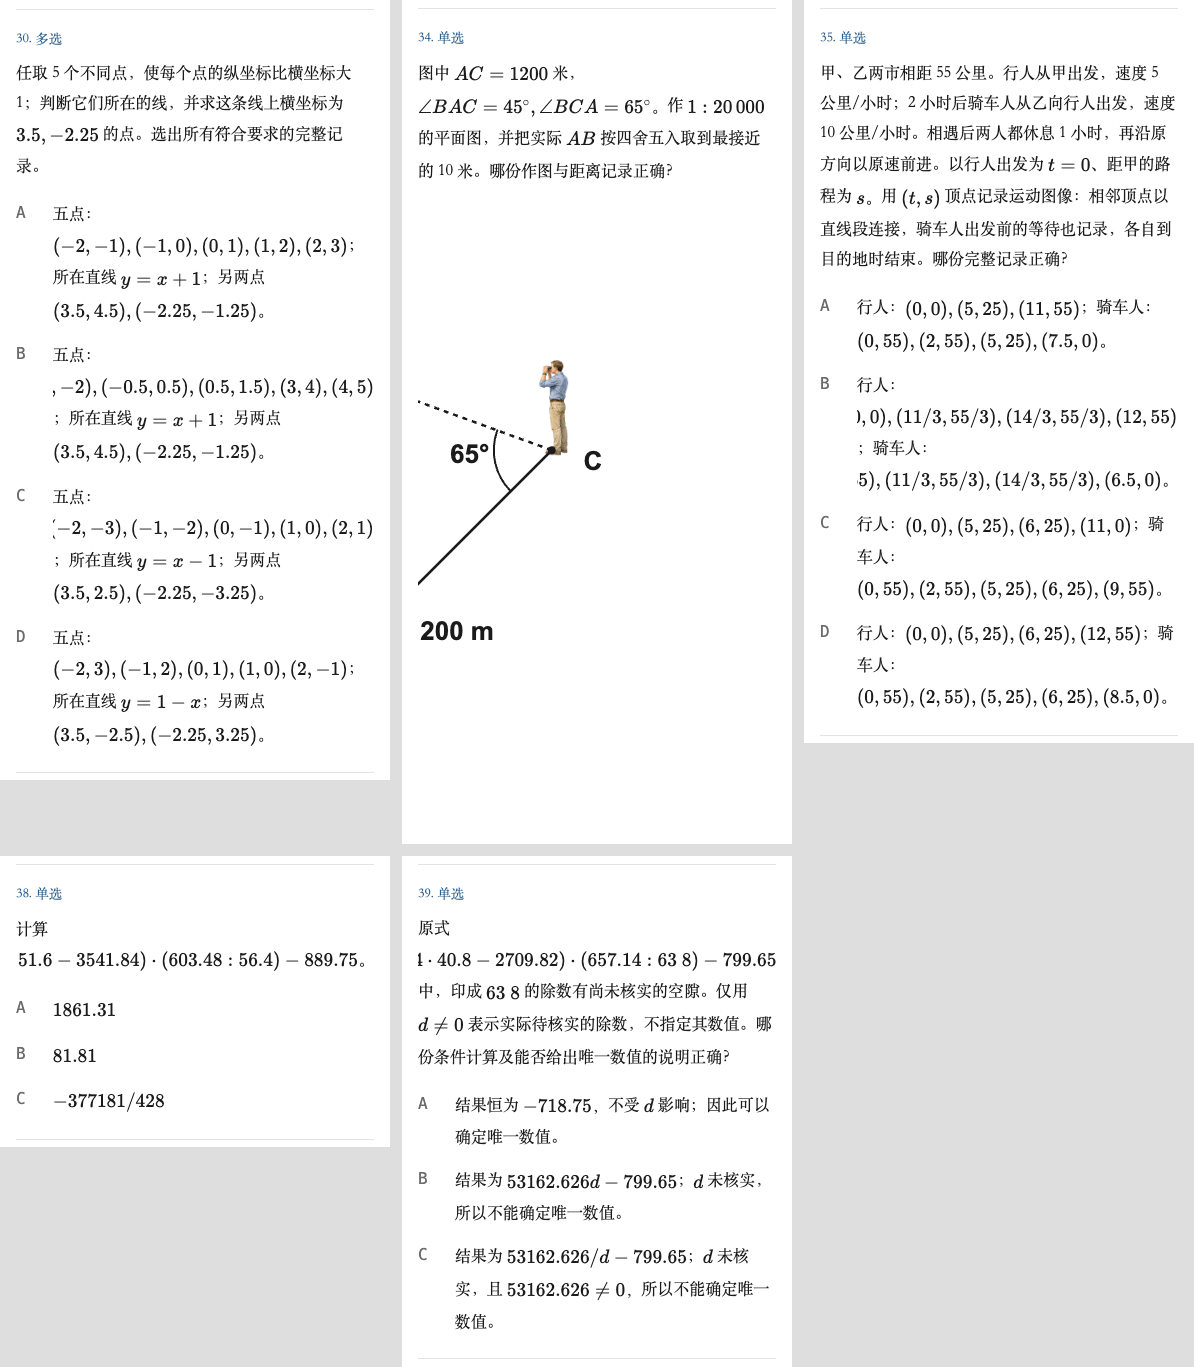 30. 多选
任取 5 个不同点，使每个点的纵坐标比横坐标大
1；判断它们所在的线，并求这条线上横坐标为
3.5, −2.25 的点。选出所有符合要求的完整记
录。
A 五点：
(−2, −1), (−1, 0), (0, 1), (1, 2), (2, 3)；
所在直线 y = x + 1；另两点
(3.5, 4.5), (−2.25, −1.25)。
B 五点：
, −2), (−0.5, 0.5), (0.5, 1.5), (3, 4), (4, 5)
；所在直线 y = x + 1；另两点
(3.5, 4.5), (−2.25, −1.25)。
C 五点：
(−2, −3), (−1, −2), (0, −1), (1, 0), (2, 1)
；所在直线 y = x − 1；另两点
(3.5, 2.5), (−2.25, −3.25)。
D 五点：
(−2, 3), (−1, 2), (0, 1), (1, 0), (2, −1)；
所在直线 y = 1 − x；另两点
(3.5, −2.5), (−2.25, 3.25)。
34. 单选
图中 AC = 1200 米，
∠BAC = 45°, ∠BCA = 65°。作 1 : 20 000
的平面图，并把实际 AB 按四舍五入取到最接近
的 10 米。哪份作图与距离记录正确？
65°
C
200 m
35. 单选
甲、乙两市相距 55 公里。行人从甲出发，速度 5
公里/小时；2 小时后骑车人从乙向行人出发，速度
10 公里/小时。相遇后两人都休息 1 小时，再沿原
方向以原速前进。以行人出发为 t = 0、距甲的路
程为 s。用 (t, s) 顶点记录运动图像：相邻顶点以
直线段连接，骑车人出发前的等待也记录，各自到
目的地时结束。哪份完整记录正确？
A 行人：(0, 0), (5, 25), (11, 55)；骑车人：
(0, 55), (2, 55), (5, 25), (7.5, 0)。
B 行人：
), 0), (11/3, 55/3), (14/3, 55/3), (12, 55)
；骑车人：
5), (11/3, 55/3), (14/3, 55/3), (6.5, 0)。
C 行人：(0, 0), (5, 25), (6, 25), (11, 0)；骑
车人：
(0, 55), (2, 55), (5, 25), (6, 25), (9, 55)。
D 行人：(0, 0), (5, 25), (6, 25), (12, 55)；骑
车人：
(0, 55), (2, 55), (5, 25), (6, 25), (8.5, 0)。
38. 单选
计算
51.6 − 3541.84) · (603.48 : 56.4) − 889.75。
A 1861.31
B 81.81
C −377181/428
39. 单选
原式
· 40.8 − 2709.82) · (657.14 : 63 8) − 799.65
中，印成 63 8 的除数有尚未核实的空隙。仅用
d ≠ 0 表示实际待核实的除数，不指定其数值。哪
份条件计算及能否给出唯一数值的说明正确？
A 结果恒为 −718.75，不受 d 影响；因此可以
确定唯一数值。
B 结果为 53162.626d − 799.65；d 未核实，
所以不能确定唯一数值。
C 结果为 53162.626/d − 799.65；d 未核
实，且 53162.626 ≠ 0，所以不能确定唯一
数值。